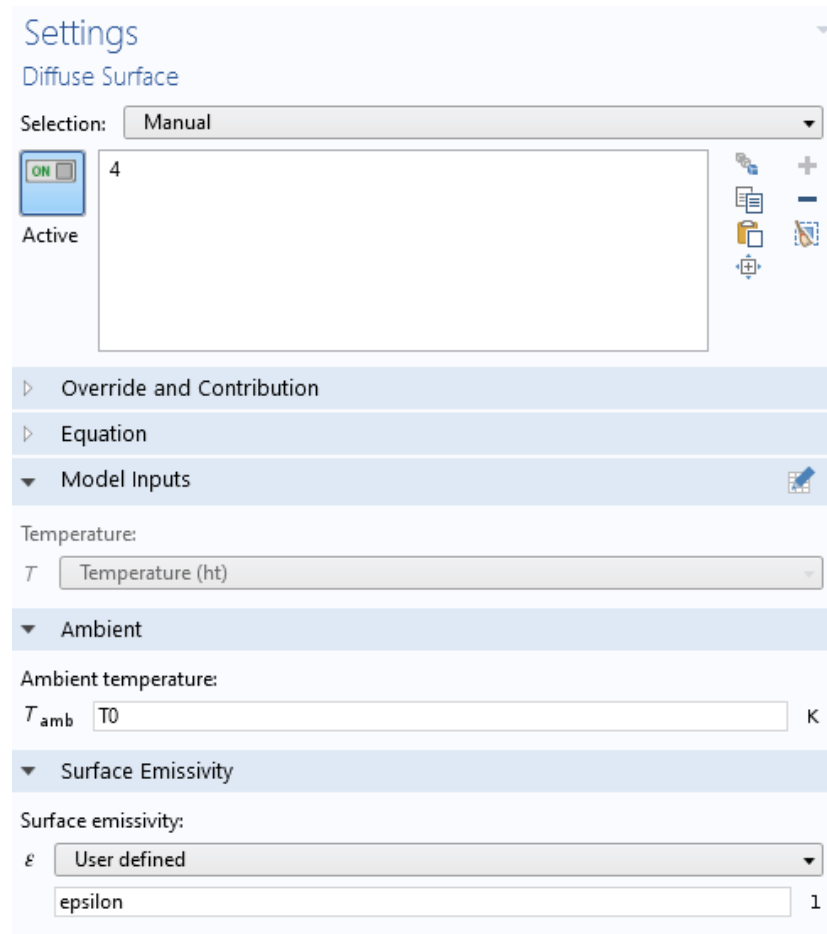 Settings
Diffuse Surface
Selection: Manual
ON
4
Active
Override and Contribution
Equation
Model Inputs
Temperature:
T Temperature (ht)
Ambient
Ambient temperature:
T amb T0 K
Surface Emissivity
Surface emissivity:
ε User defined
epsilon 1